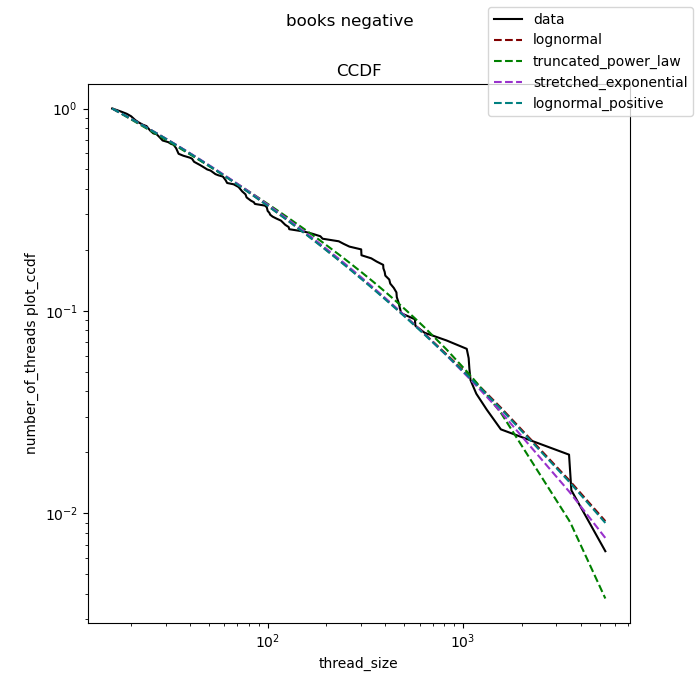 books negative
data
lognormal
truncated_power_law
stretched_exponential
lognormal_positive
CCDF
10⁰
10⁻¹
10⁻²
number_of_threads plot_ccdf
10²
10³
thread_size